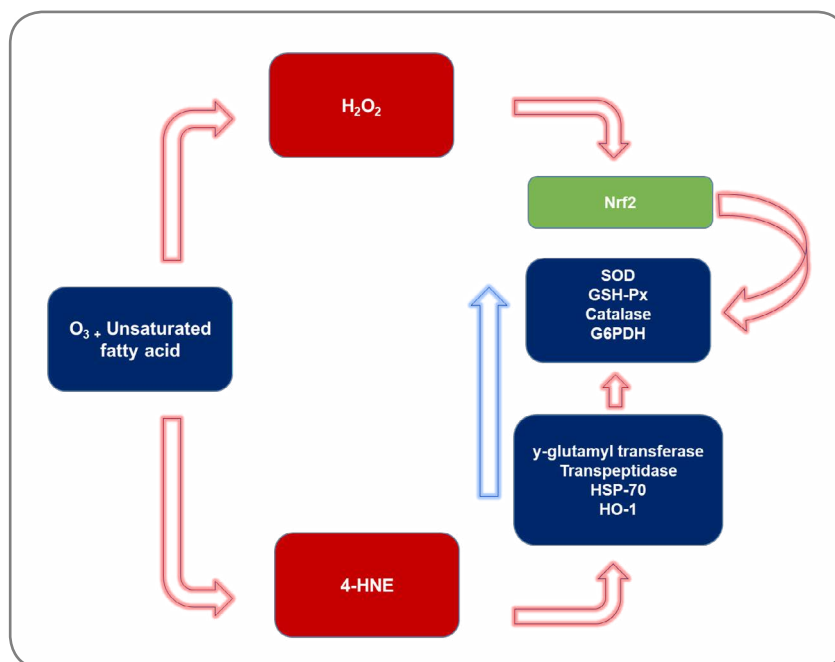 H₂O₂
Nrf2
SOD
GSH-Px
Catalase
G6PDH
O₃ + Unsaturated
fatty acid
y-glutamyl transferase
Transpeptidase
HSP-70
HO-1
4-HNE